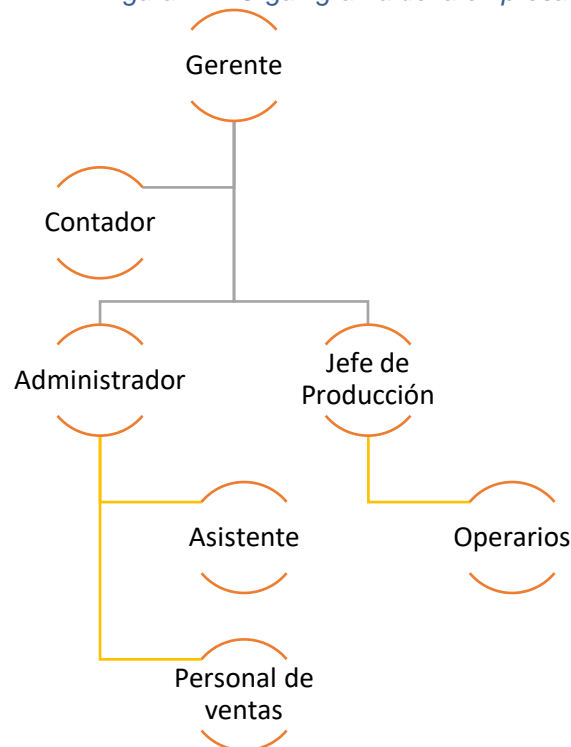 Gerente
Contador
Administrador
Jefe de
Producción
Asistente
Operarios
Personal de
ventas